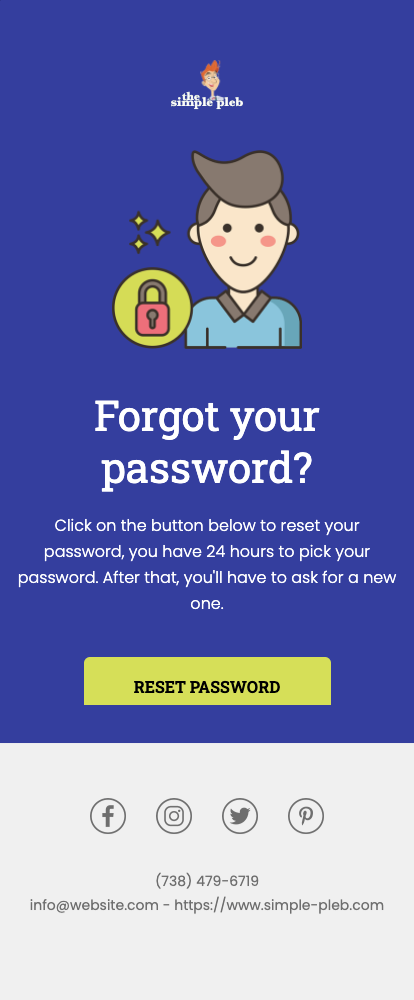 the
simple pleb
Forgot your
password?
Click on the button below to reset your
password, you have 24 hours to pick your
password. After that, you'll have to ask for a new
one.
RESET PASSWORD
(738) 479-6719
info@website.com - https://www.simple-pleb.com